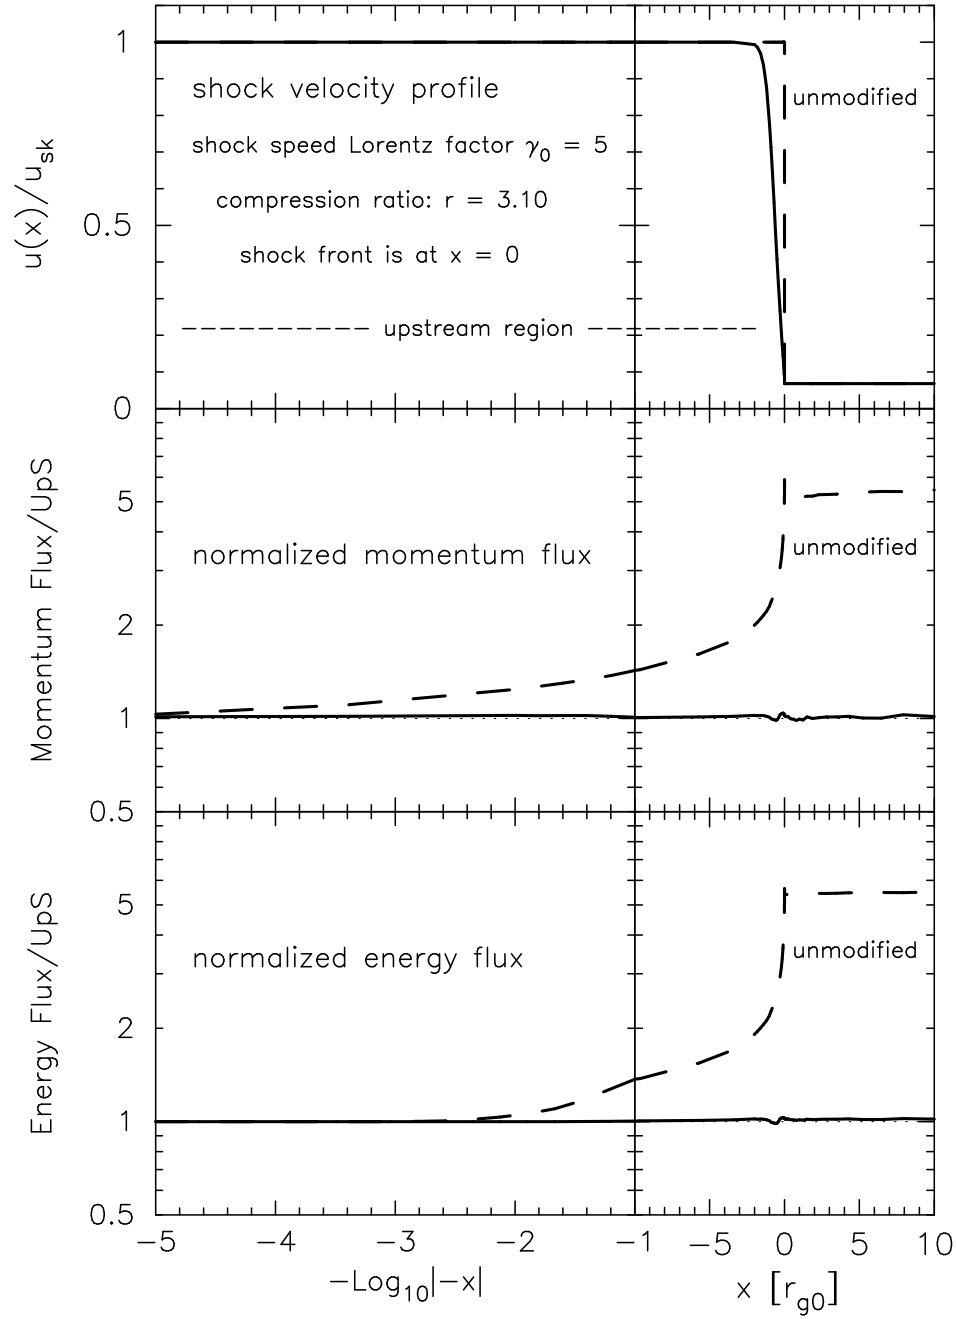 1
shock velocity profile
unmodified
shock speed Lorentz factor γ0 = 5
u(x)/usk
compression ratio: r = 3.10
0.5
shock front is at x = 0
upstream region
0
Momentum Flux/UpS
5
normalized momentum flux
unmodified
2
1
0.5
Energy Flux/UpS
5
normalized energy flux
unmodified
2
1
0.5
−5 −4 −3 −2 −1 −5 0 5 10
−Log10|−x|
x [rg0]